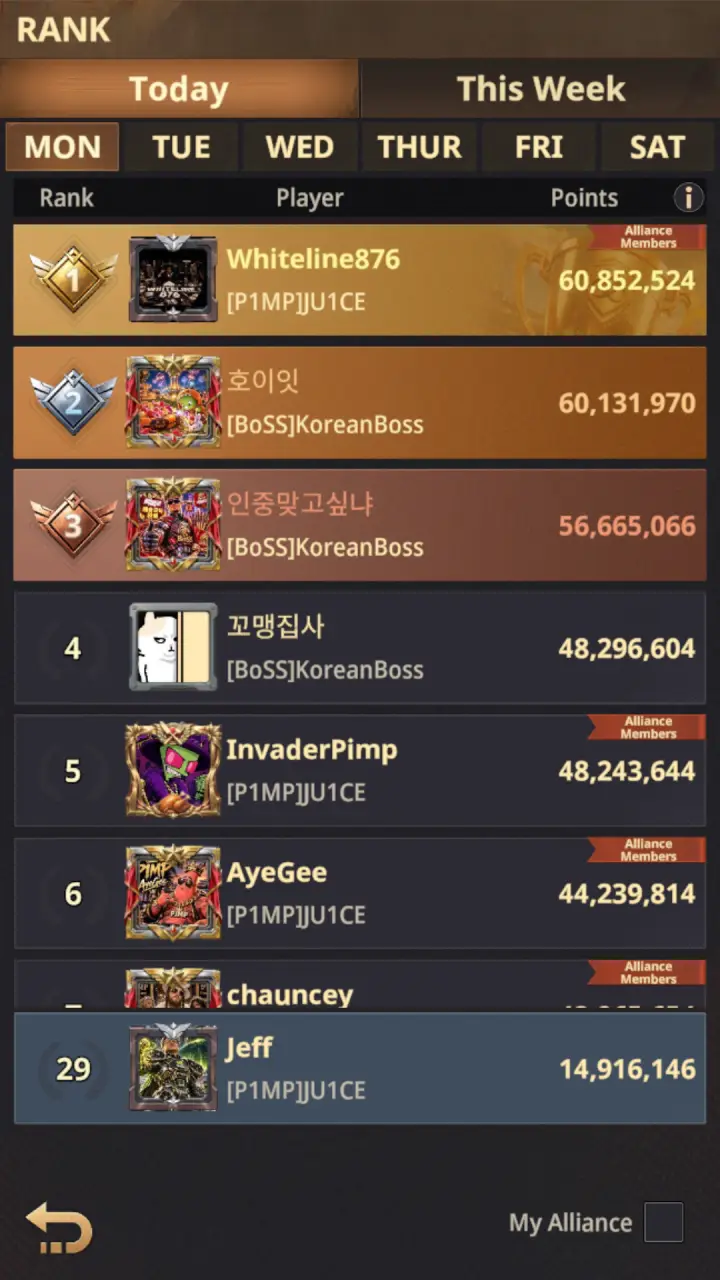 RANK
Today This Week
MON TUE WED THUR FRI SAT
Rank Player Points
Alliance Members
1 Whiteline876 60,852,524
[P1MP]JU1CE
2 호이잇 60,131,970
[BoSS]KoreanBoss
3 인중맞고싶냐 56,665,066
[BoSS]KoreanBoss
4 꼬맹집사 48,296,604
[BoSS]KoreanBoss
Alliance Members
5 InvaderPimp 48,243,644
[P1MP]JU1CE
Alliance Members
6 AyeGee 44,239,814
[P1MP]JU1CE
Alliance Members
chauncey
29 Jeff 14,916,146
[P1MP]JU1CE
My Alliance